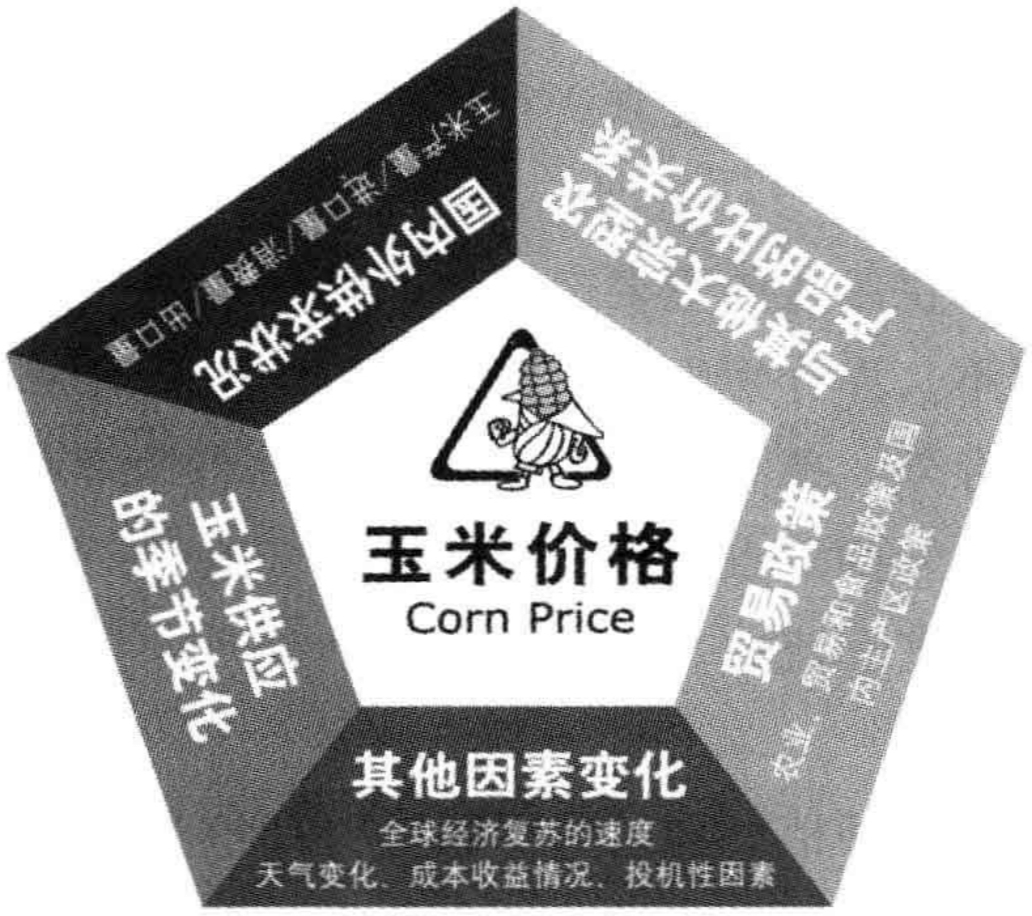 玉米价格
Corn Price
国内外供求状况
玉米产量/进口量/消费量/出口量
与其他大宗型农
产品的比价关系
贸易政策
农业、贸易和食品政策及国
内主产区政策
其他因素变化
全球经济复苏的速度
天气变化、成本收益情况、投机性因素
玉米供应
的季节变化